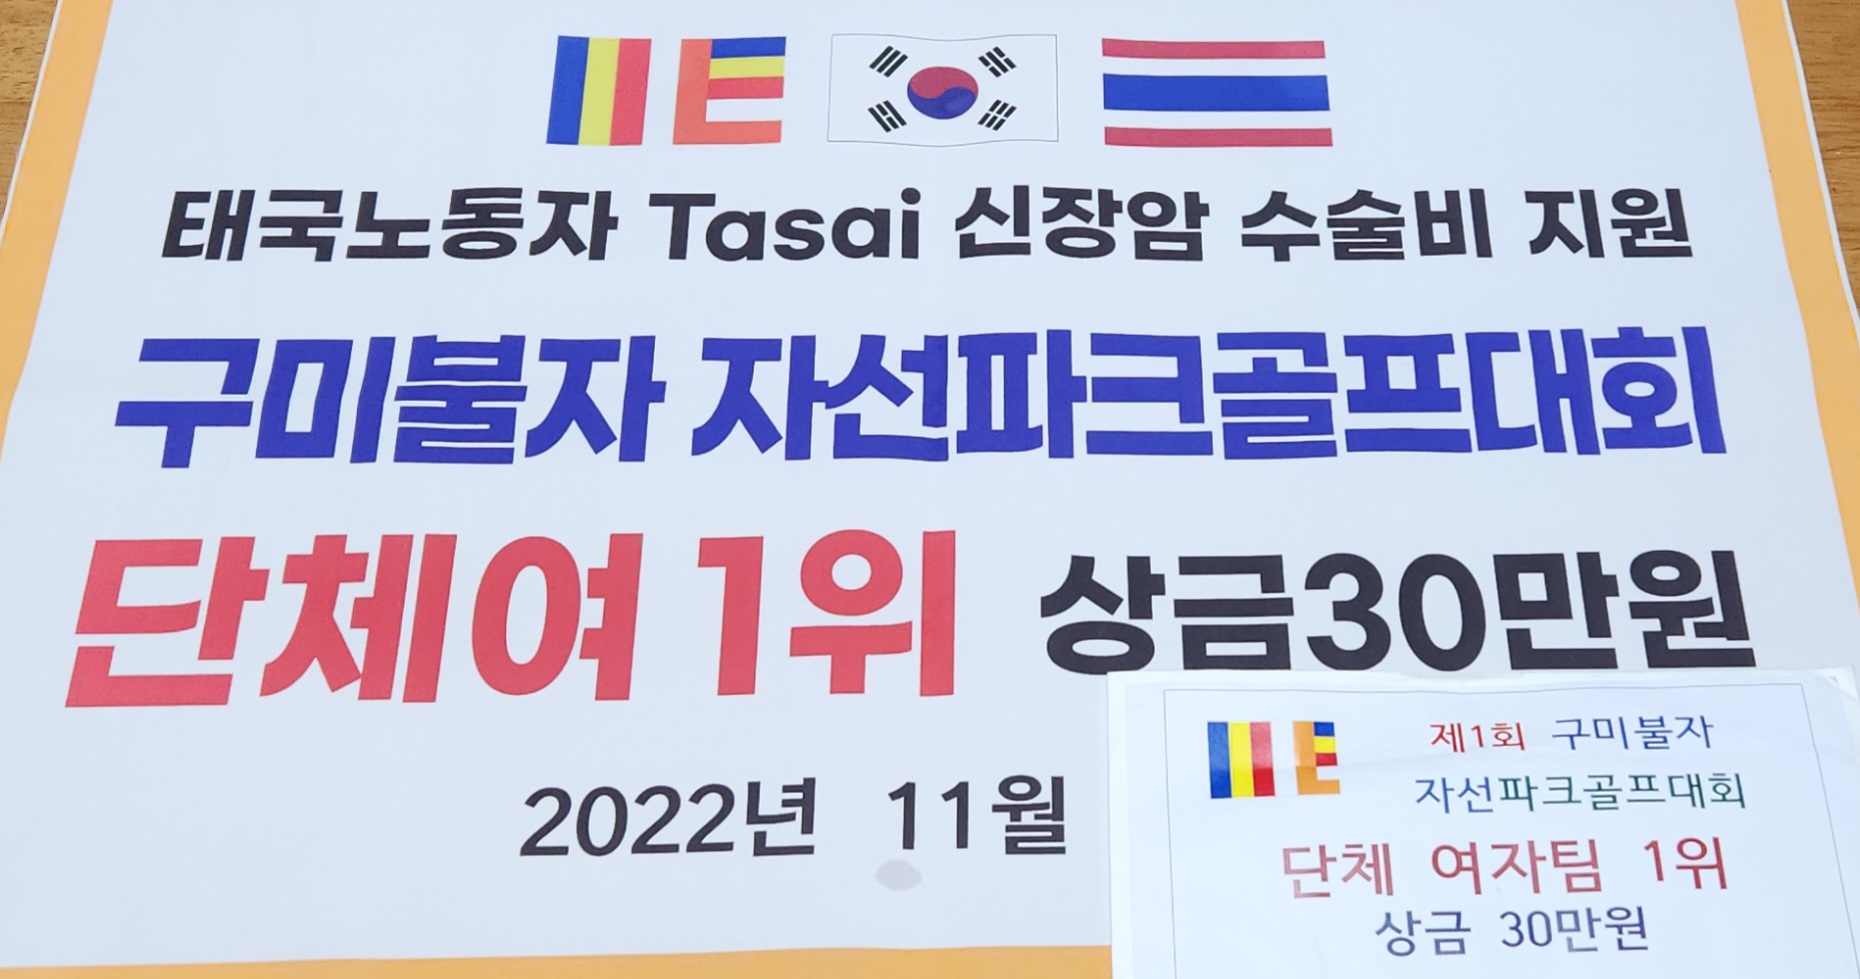 태국노동자 Tasai 신장암 수술비 지원
구미불자 자선파크골프대회
단체여 1위 상금30만원
2022년 11월
제1회 구미불자
자선파크골프대회
단체 여자팀 1위
상금 30만원